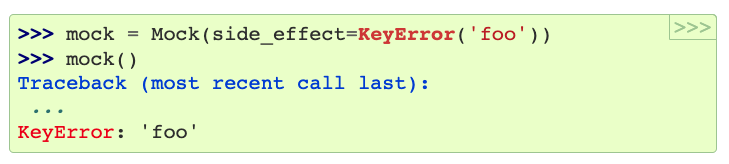 >>> mock = Mock(side_effect=KeyError('foo'))
>>>
>>> mock()
Traceback (most recent call last):
 ...
KeyError: 'foo'